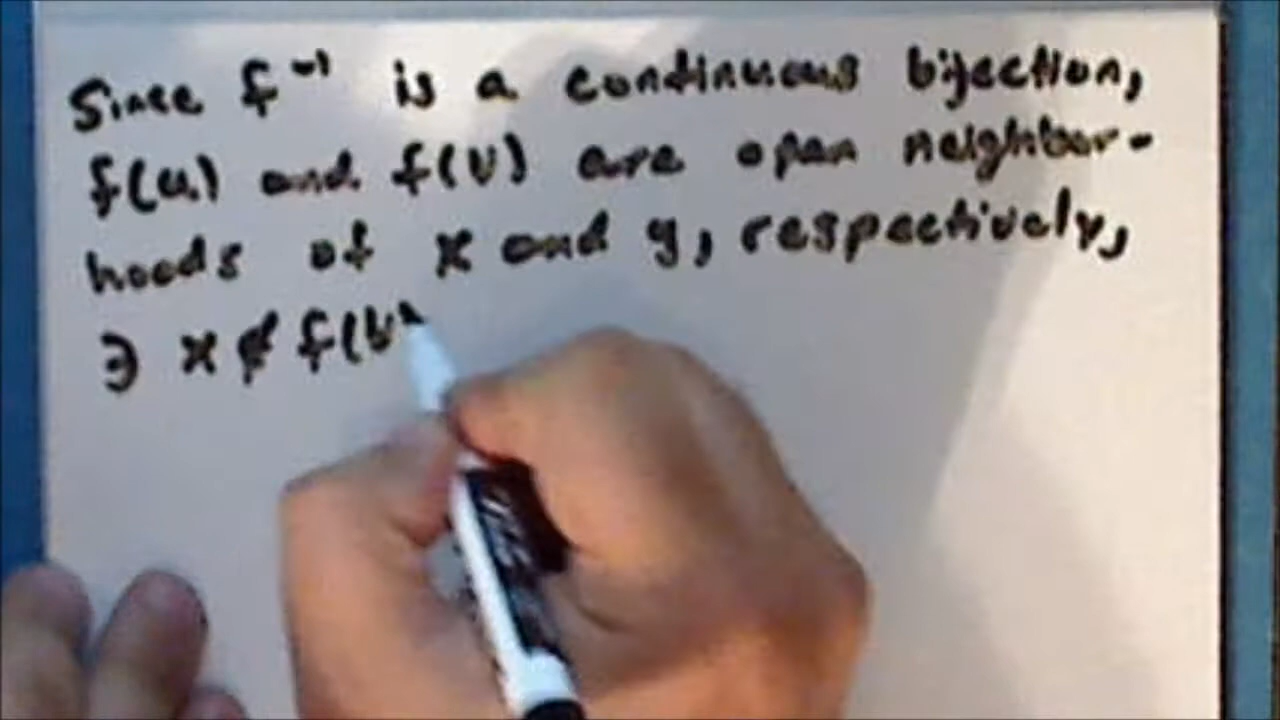 Since f⁻¹ is a continuous bijection,
f(U) and f(V) are open neighbor-
hoods of x and y, respectively,
∋ x ∉ f(V)